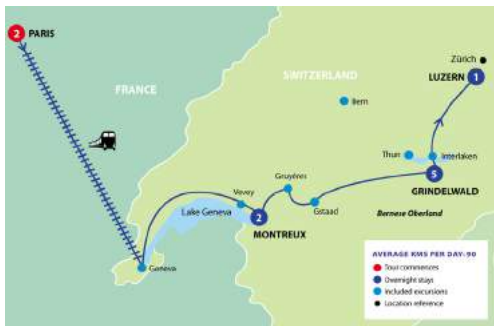 2 PARIS
FRANCE
SWITZERLAND
Zürich
LUZERN 1
Bern
Thun
Interlaken
5
GRINDELWALD
Bernese Oberland
Gruyères
Gstaad
Vevey
Lake Geneva
2
MONTREUX
Geneva
AVERAGE KMS PER DAY-90
Tour commences
Overnight stays
Included excursions
Location reference